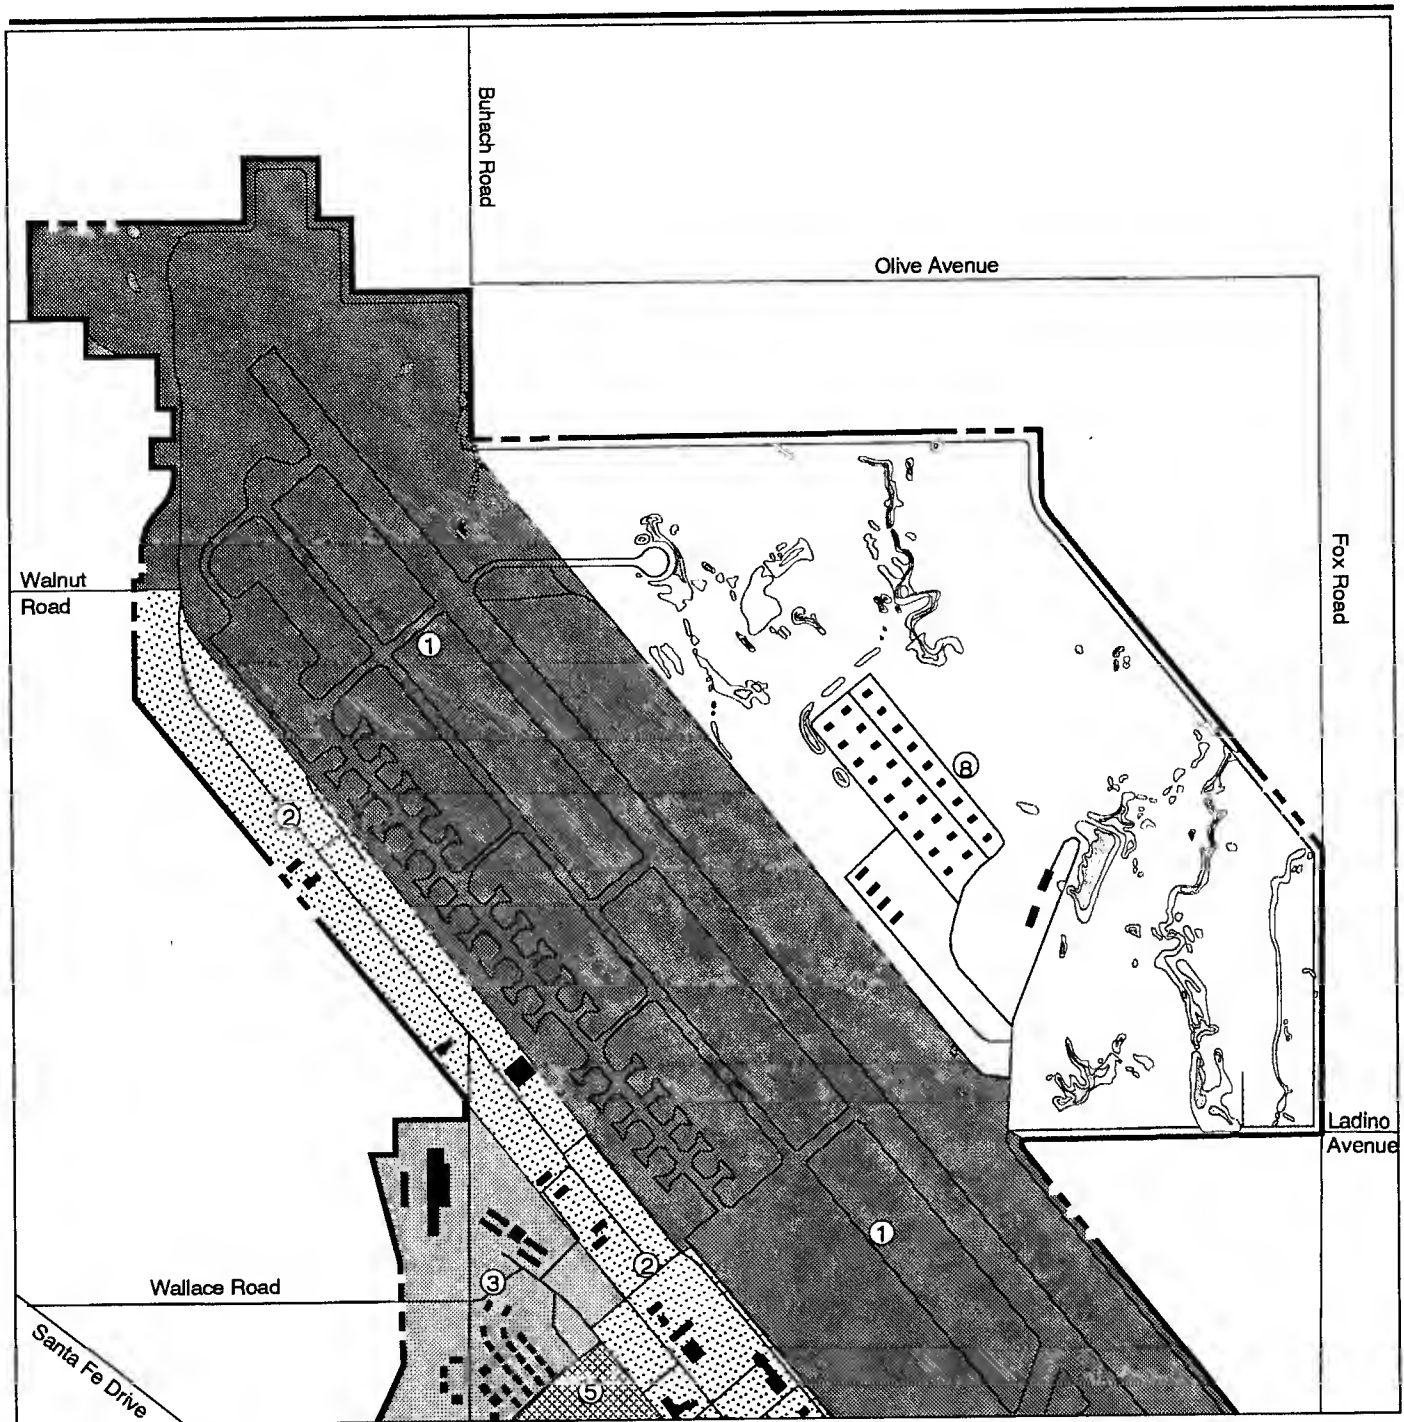 Buhach Road
Olive Avenue
Walnut
Road
Fox Road
1
8
2
Ladino
Avenue
1
2
3
Wallace Road
Santa Fe Drive
5